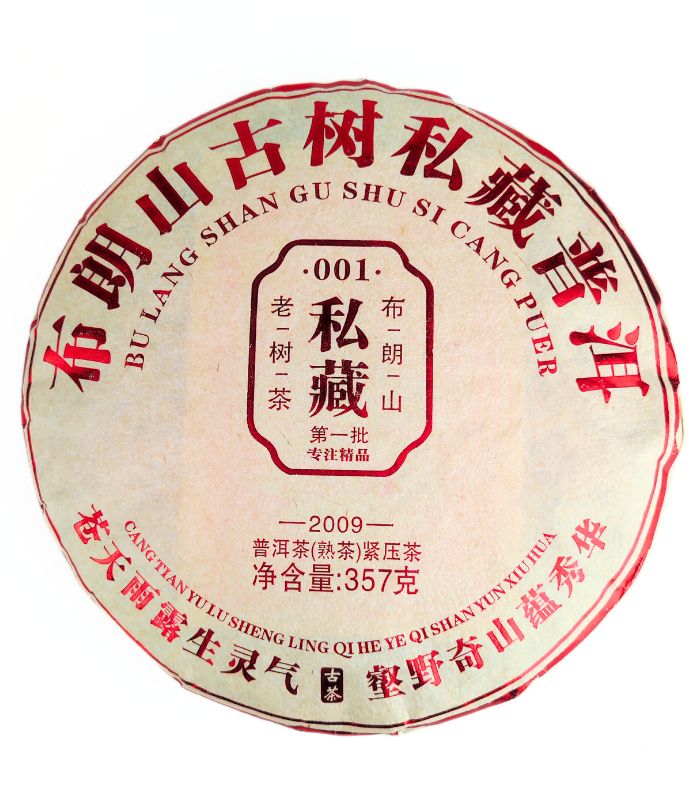 布朗山古树私藏普洱
BU LANG SHAN GU SHU SI CANG PUER
·001·
布-朗-山
私藏
老-树-茶
第一批
专注精品
—2009—
普洱茶(熟茶)紧压茶
净含量:357克
CANG TIAN YU LU SHENG LING QI HE YE QI SHAN YUN XIU HUA
苍天雨露生灵气
古茶
壑野奇山蕴秀华